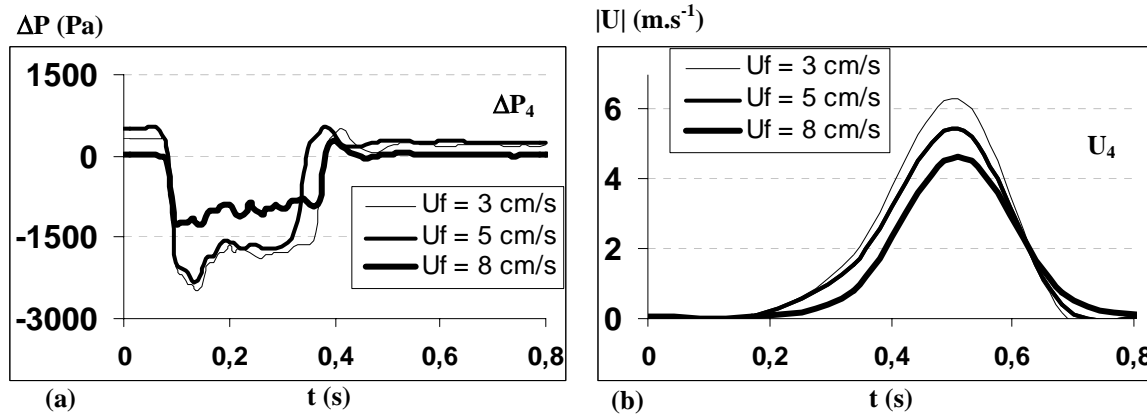 ΔP (Pa)
1500
0
-1500
-3000
ΔP₄
Uf = 3 cm/s
Uf = 5 cm/s
Uf = 8 cm/s
0 0,2 0,4 0,6 0,8
(a) t (s)
|U| (m.s⁻¹)
6
4
2
0
Uf = 3 cm/s
Uf = 5 cm/s
Uf = 8 cm/s
U₄
0 0,2 0,4 0,6 0,8
(b) t (s)